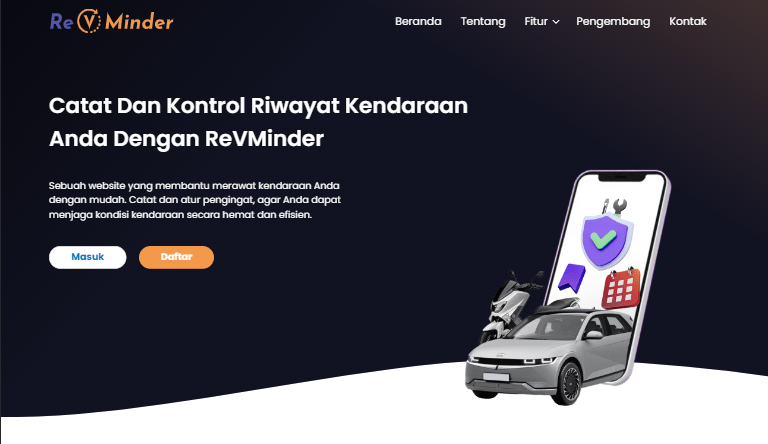 ReVMinder
Beranda Tentang Fitur Pengembang Kontak
Catat Dan Kontrol Riwayat Kendaraan
Anda Dengan ReVMinder
Sebuah website yang membantu merawat kendaraan Anda
dengan mudah. Catat dan atur pengingat, agar Anda dapat
menjaga kondisi kendaraan secara hemat dan efisien.
Masuk Daftar